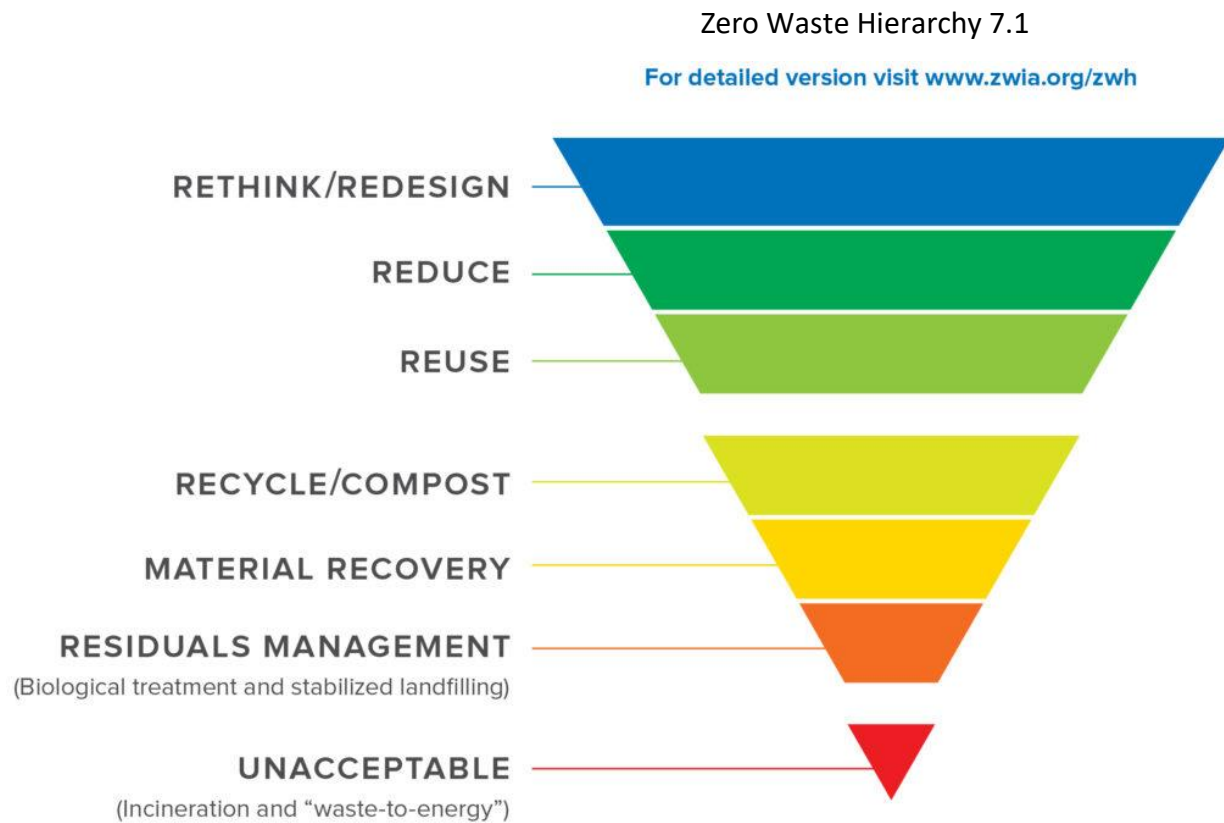 Zero Waste Hierarchy 7.1
For detailed version visit www.zwia.org/zwh
RETHINK/REDESIGN
REDUCE
REUSE
RECYCLE/COMPOST
MATERIAL RECOVERY
RESIDUALS MANAGEMENT
(Biological treatment and stabilized landfilling)
UNACCEPTABLE
(Incineration and “waste-to-energy”)